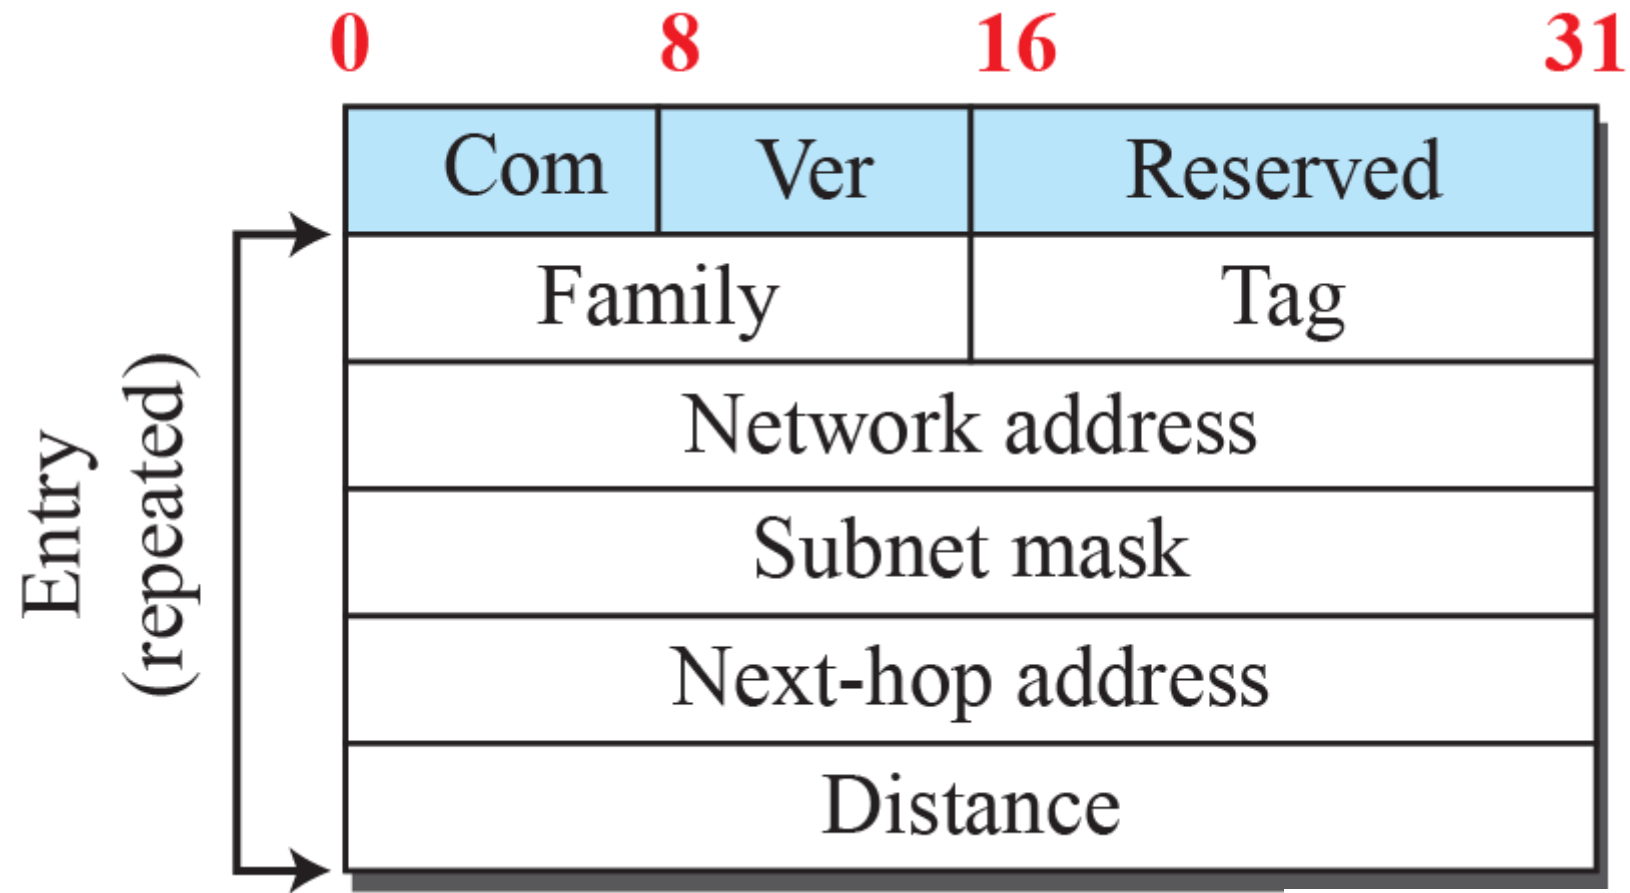 0 8 16 31
Com Ver Reserved
Family Tag
Network address
Subnet mask
Next-hop address
Distance
Entry
(repeated)